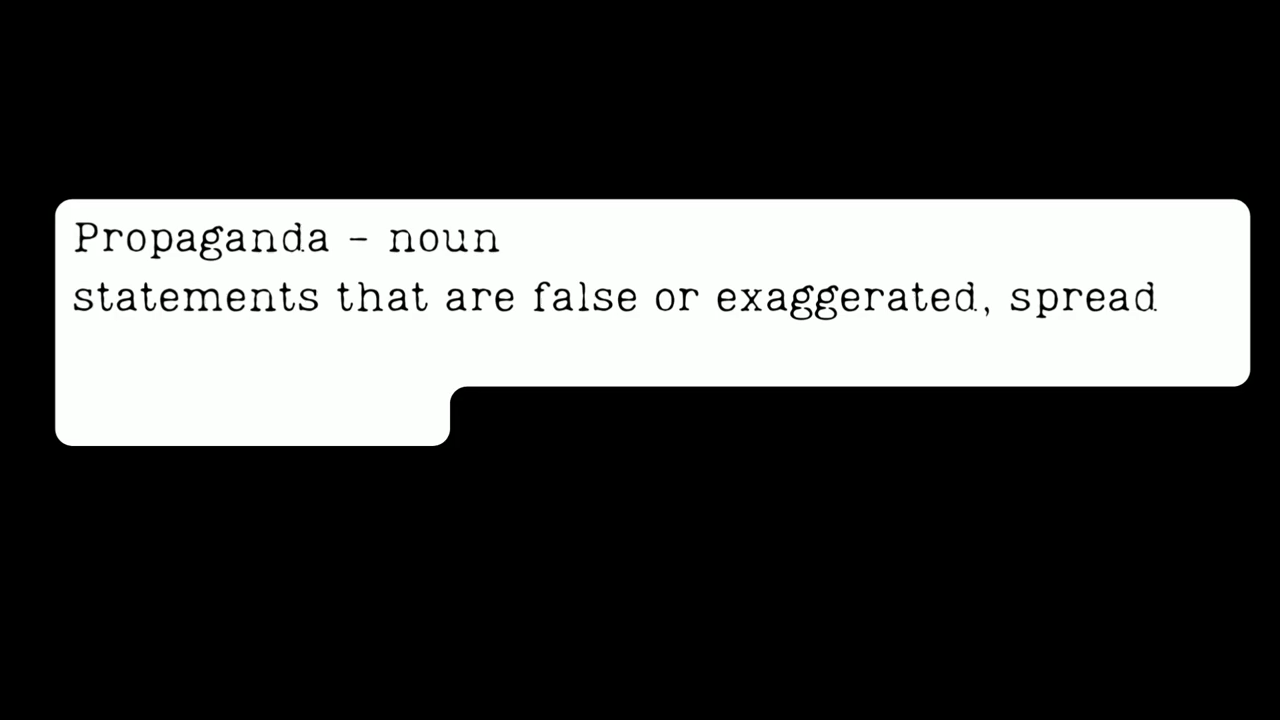 Propaganda - noun
statements that are false or exaggerated, spread